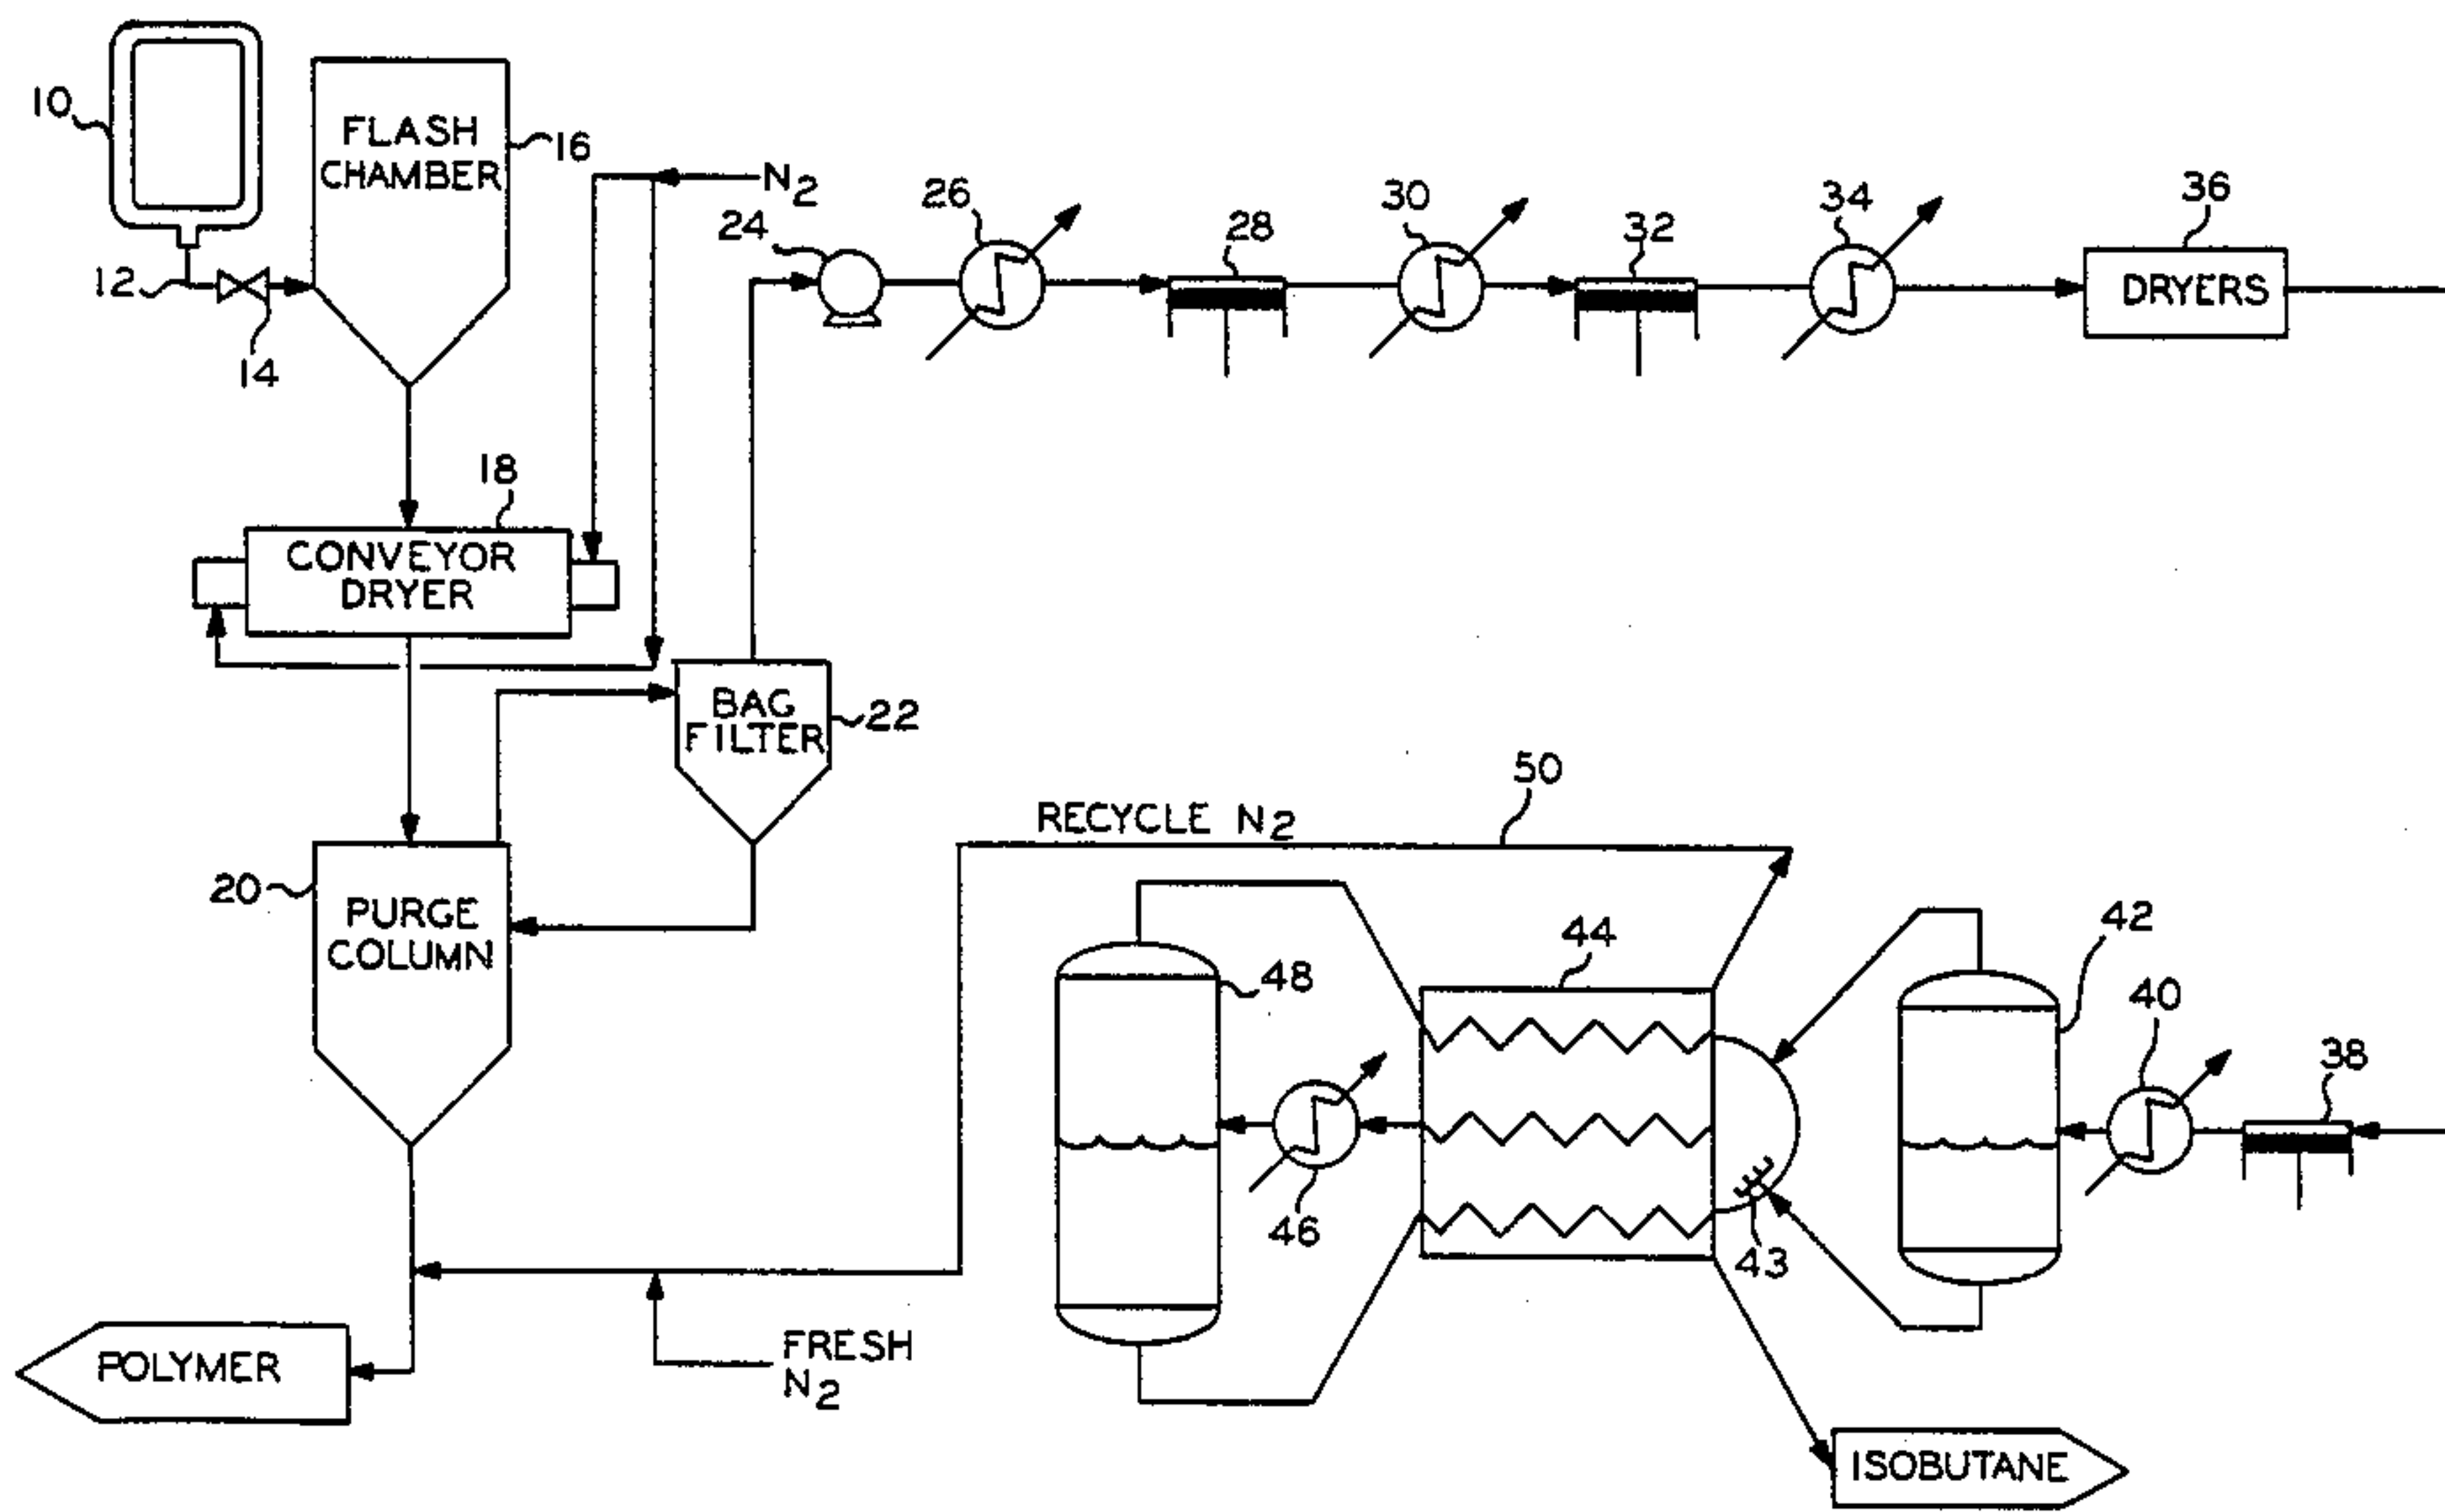 10
FLASH
CHAMBER
16
N2
12
14
24
26
28
30
32
34
36
DRYERS
18
CONVEYOR
DRYER
BAG
FILTER
22
50
RECYCLE N2
20
PURGE
COLUMN
48
44
42
40
38
46
43
FRESH
N2
POLYMER
ISOBUTANE